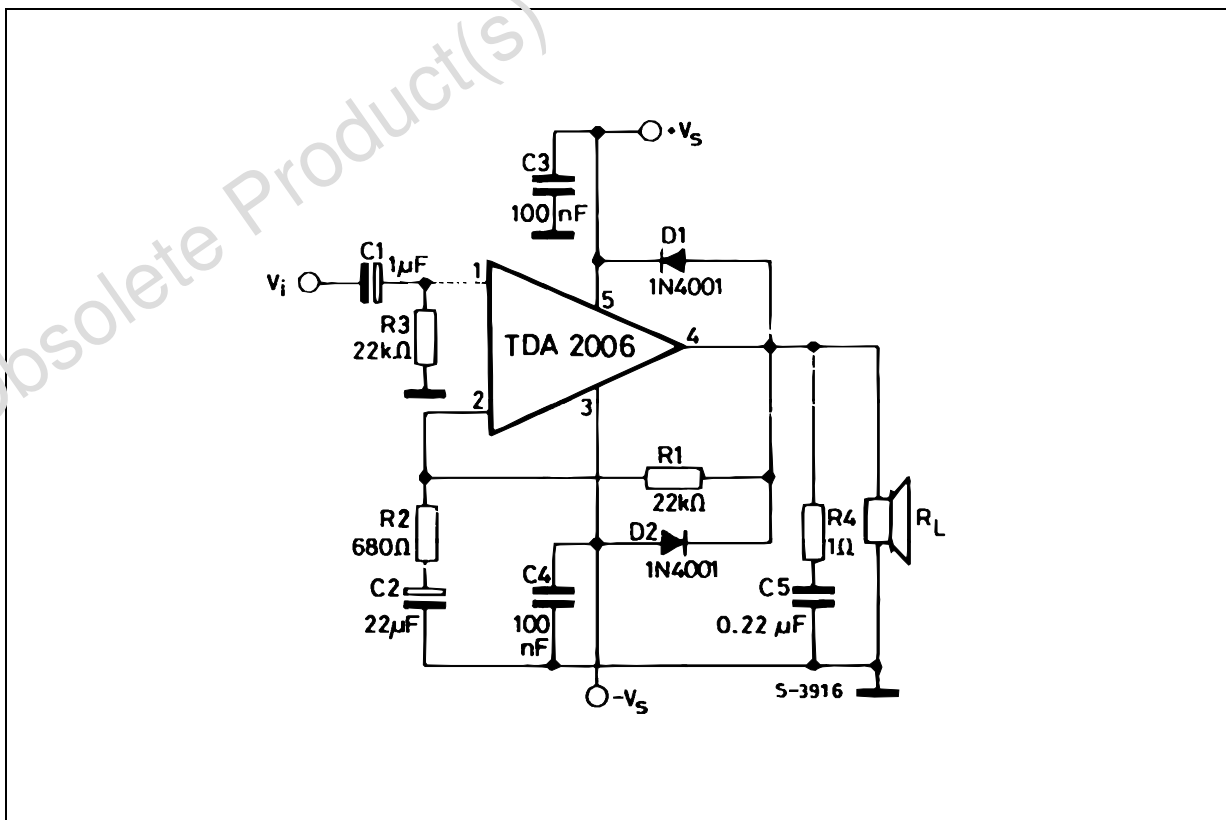 obsolete Product(s)
+Vs
C3
100 nF
D1
1N4001
C1
1µF
Vi
1
5
R3
22kΩ
TDA 2006
4
2
3
R1
22kΩ
R2
680Ω
D2
1N4001
R4
1Ω
RL
C2
22µF
C4
100
nF
C5
0.22 µF
S-3916
-Vs